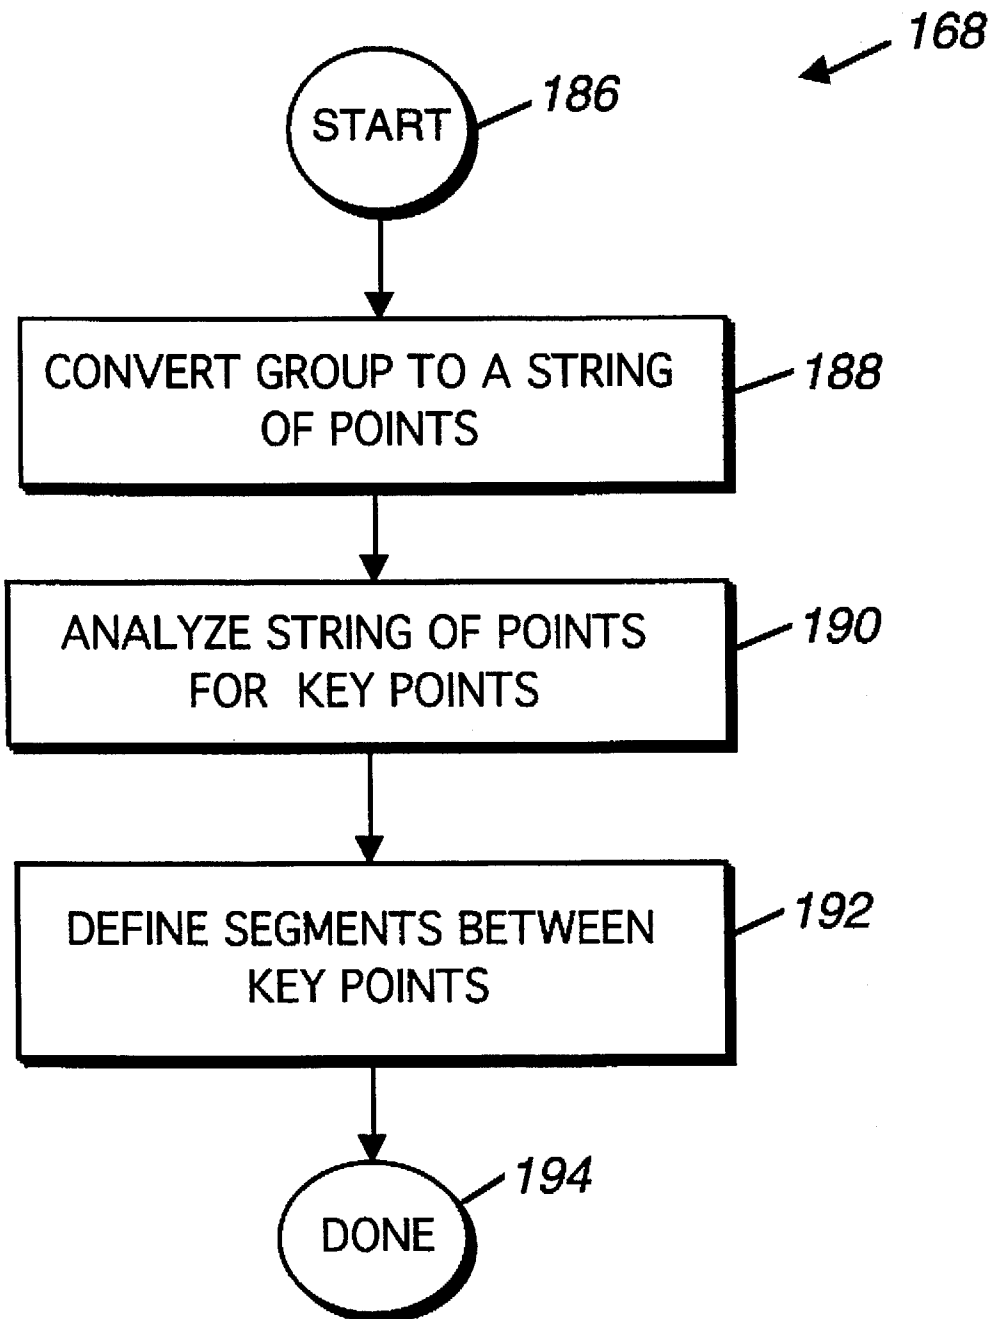 168
START
186
CONVERT GROUP TO A STRING
OF POINTS
188
ANALYZE STRING OF POINTS
FOR KEY POINTS
190
DEFINE SEGMENTS BETWEEN
KEY POINTS
192
DONE
194